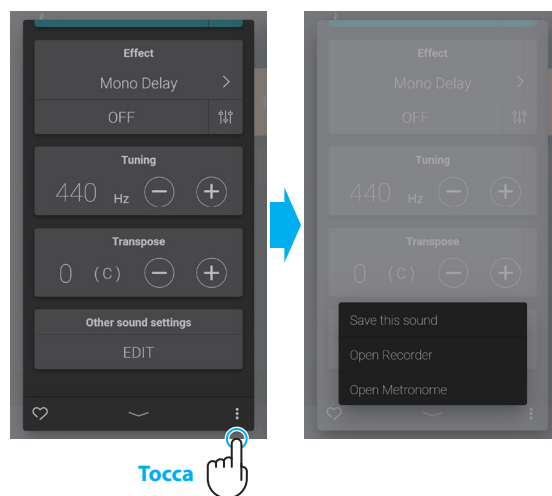 Effect
Mono Delay
OFF
Tuning
440 Hz
Transpose
0 (C)
Other sound settings
EDIT
Tocca
Effect
Mono Delay
OFF
Tuning
440 Hz
Transpose
0 (C)
Save this sound
Open Recorder
Open Metronome